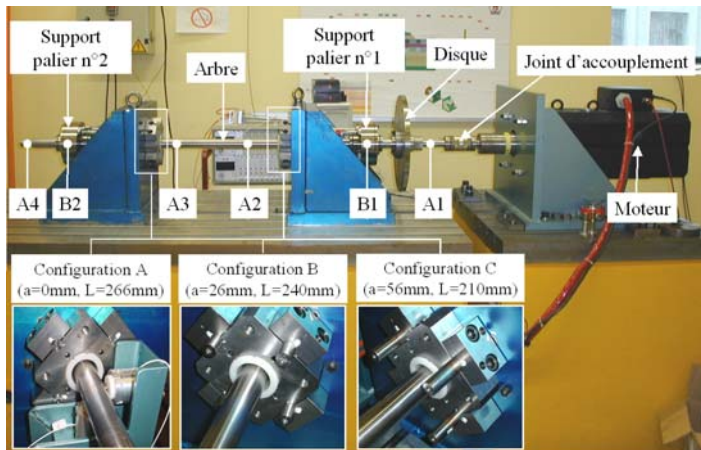 Support
palier n°2
Arbre
Support
palier n°1
Disque
Joint d'accouplement
A4
B2
A3
A2
B1
A1
Moteur
Configuration A
(a=0mm, L=266mm)
Configuration B
(a=26mm, L=240mm)
Configuration C
(a=56mm, L=210mm)